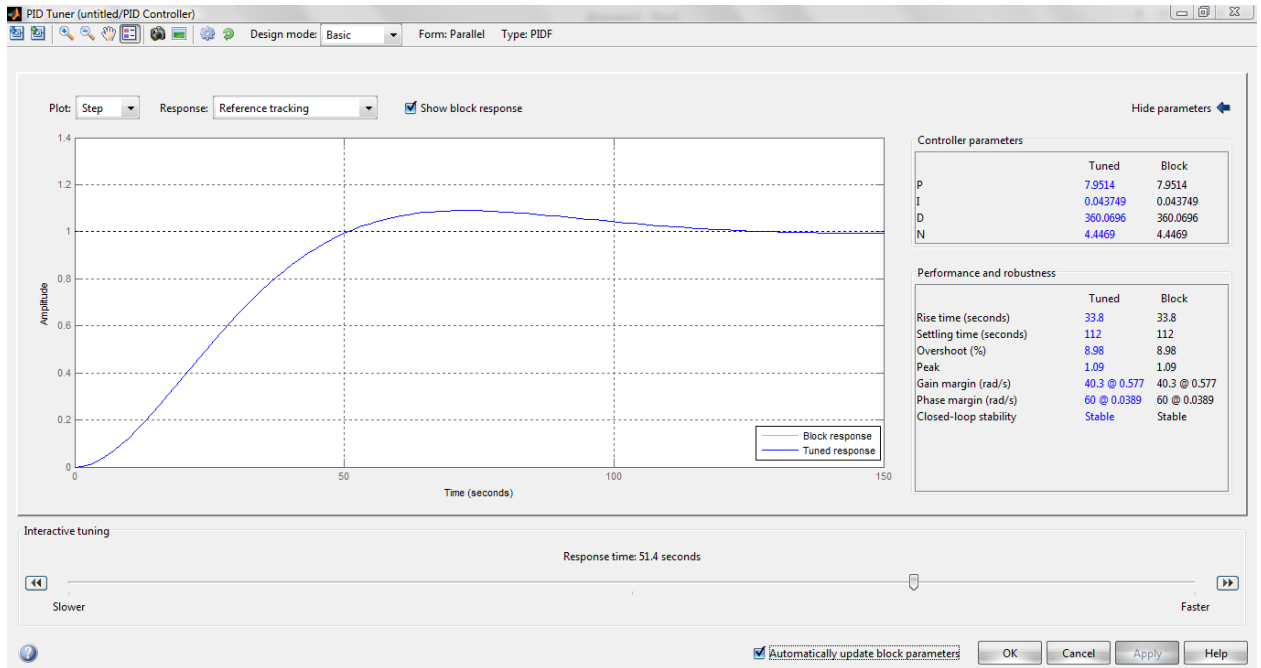 PID Tuner (untitled/PID Controller)
Design mode: Basic Form: Parallel Type: PIDF
Plot: Step Response: Reference tracking Show block response Hide parameters
1.4
1.2
1
0.8
0.6
0.4
0.2
0
Amplitude
0 50 100 150
Time (seconds)
Block response
Tuned response
Controller parameters
Tuned Block
P 7.9514 7.9514
I 0.043749 0.043749
D 360.0696 360.0696
N 4.4469 4.4469
Performance and robustness
Tuned Block
Rise time (seconds) 33.8 33.8
Settling time (seconds) 112 112
Overshoot (%) 8.98 8.98
Peak 1.09 1.09
Gain margin (rad/s) 40.3 @ 0.577 40.3 @ 0.577
Phase margin (rad/s) 60 @ 0.0389 60 @ 0.0389
Closed-loop stability Stable Stable
Interactive tuning
Response time: 51.4 seconds
Slower Faster
Automatically update block parameters OK Cancel Apply Help